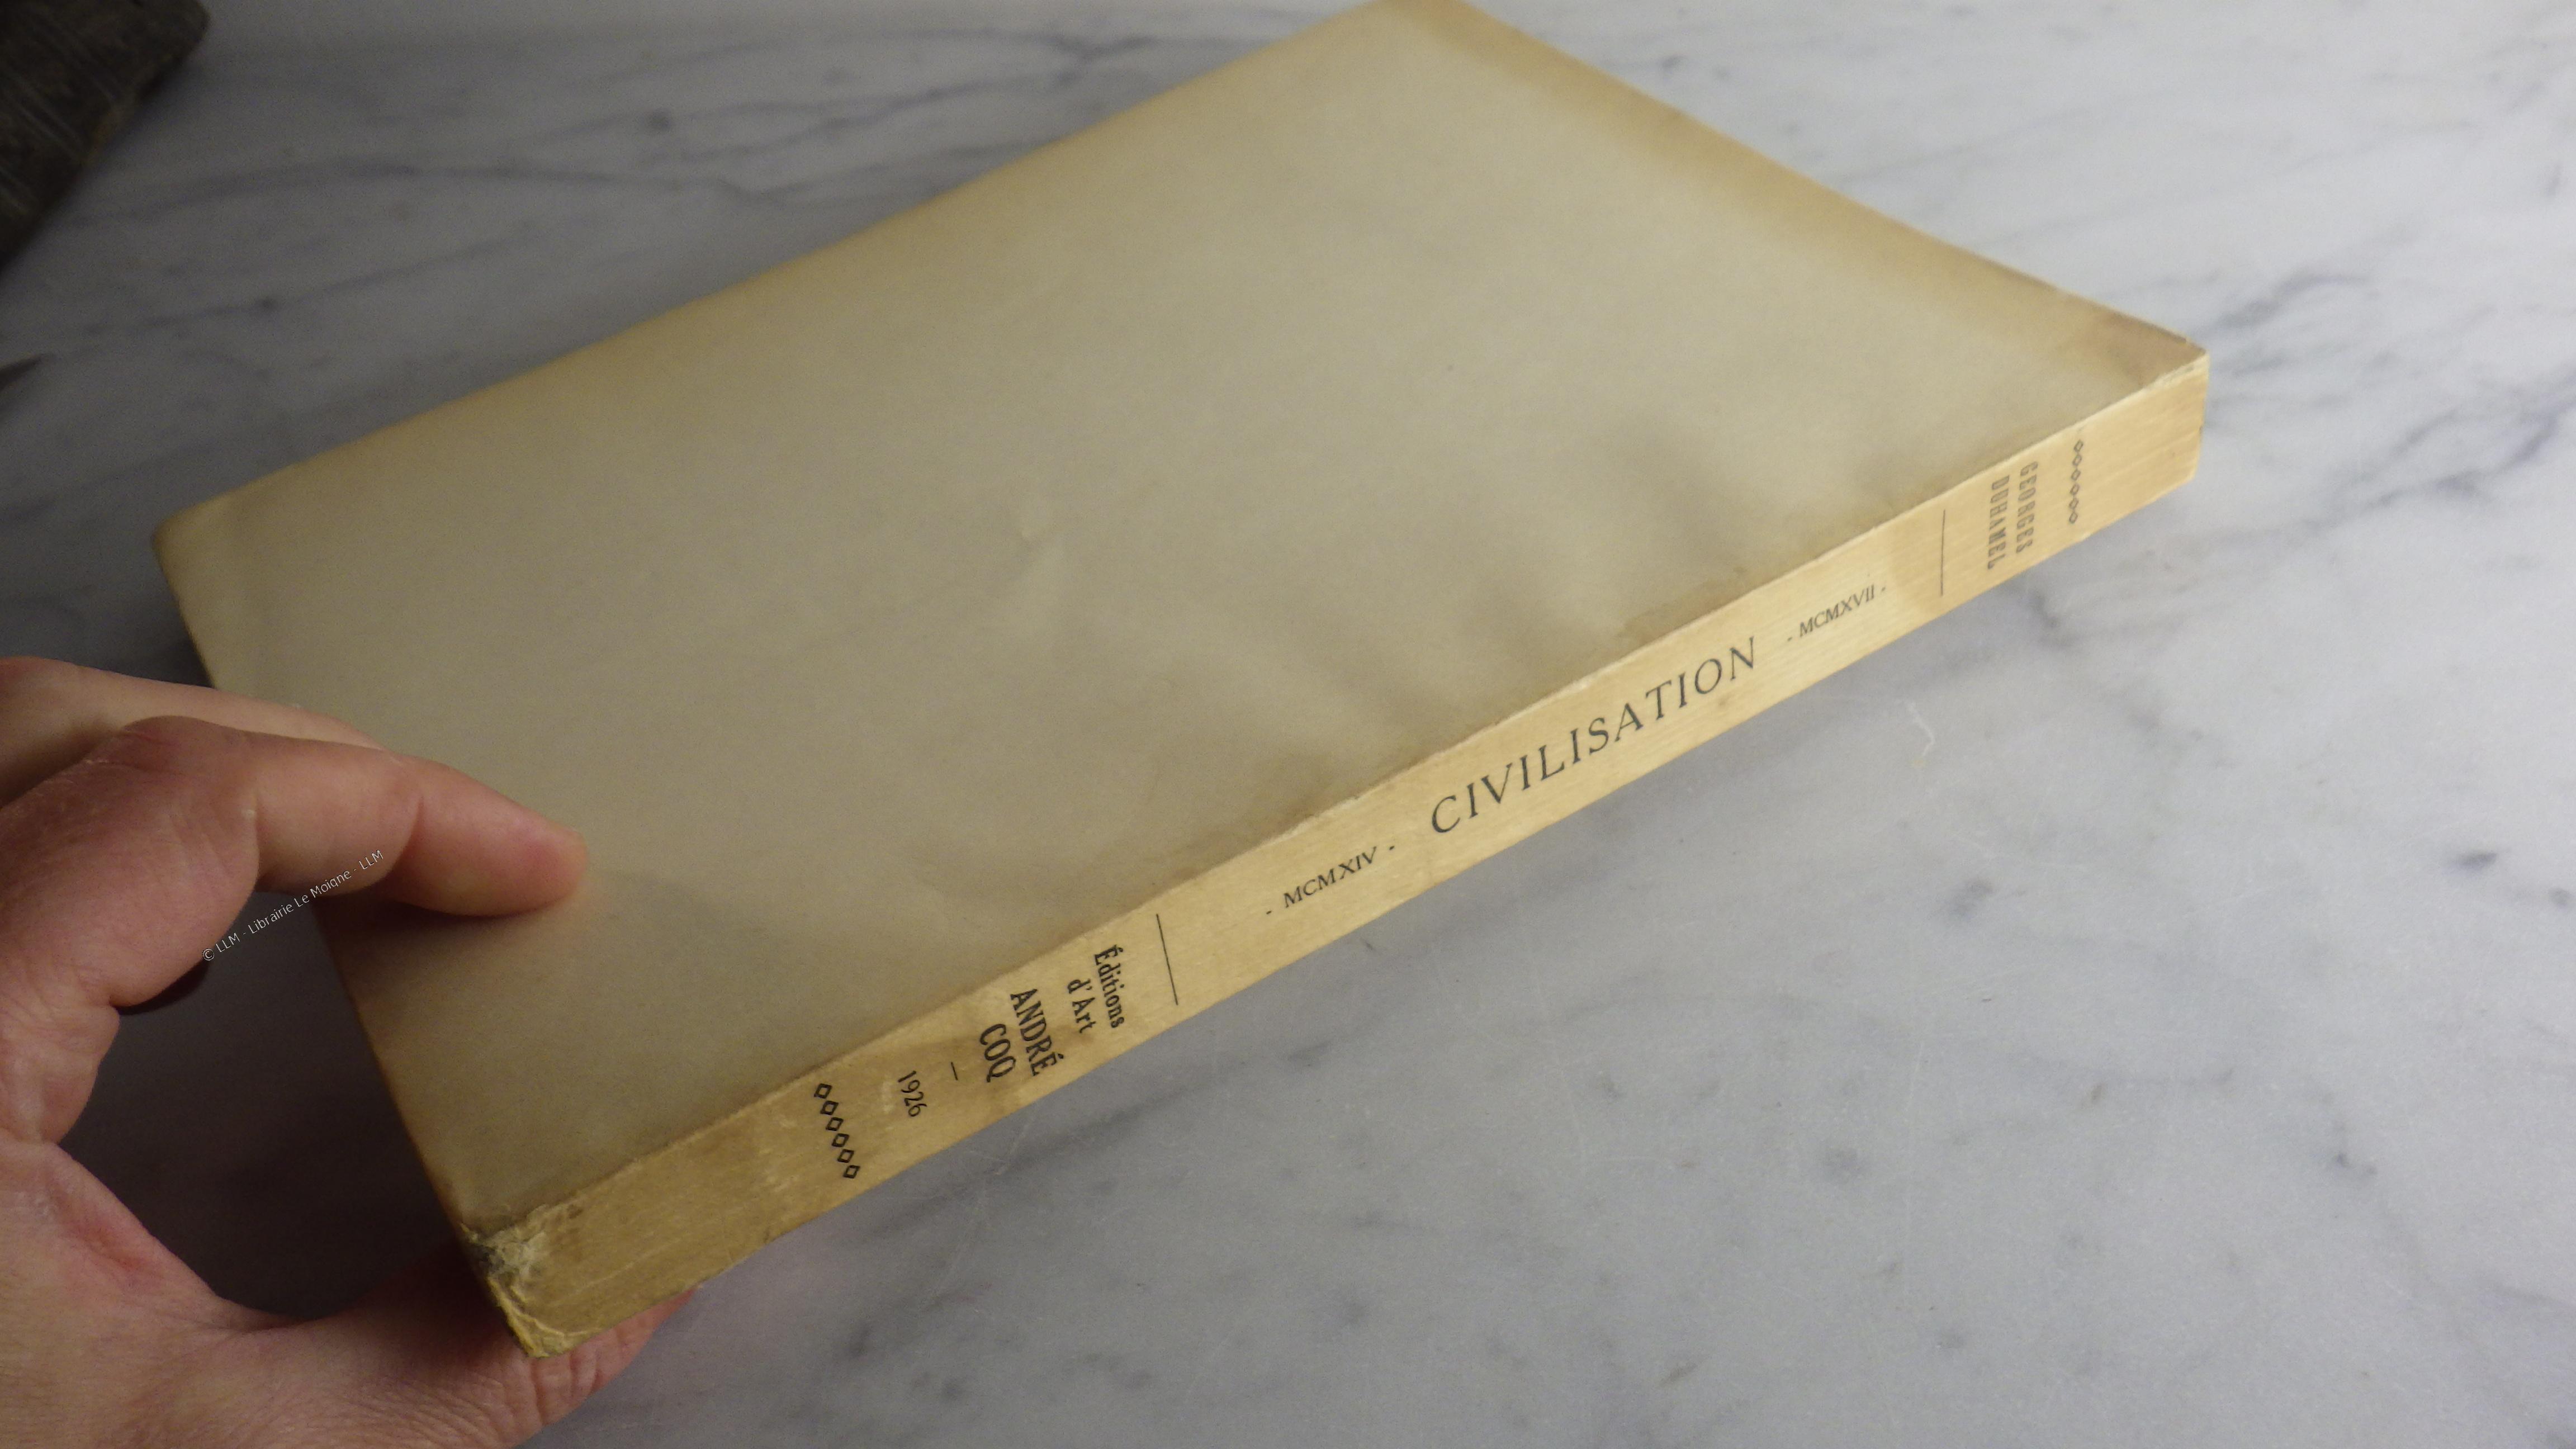 GEORGES
DUHAMEL
- MCMXIV - CIVILISATION - MCMXVII -
Éditions
d'Art
ANDRÉ
COQ
1926
© LLM - Librairie Le Moigne - LLM